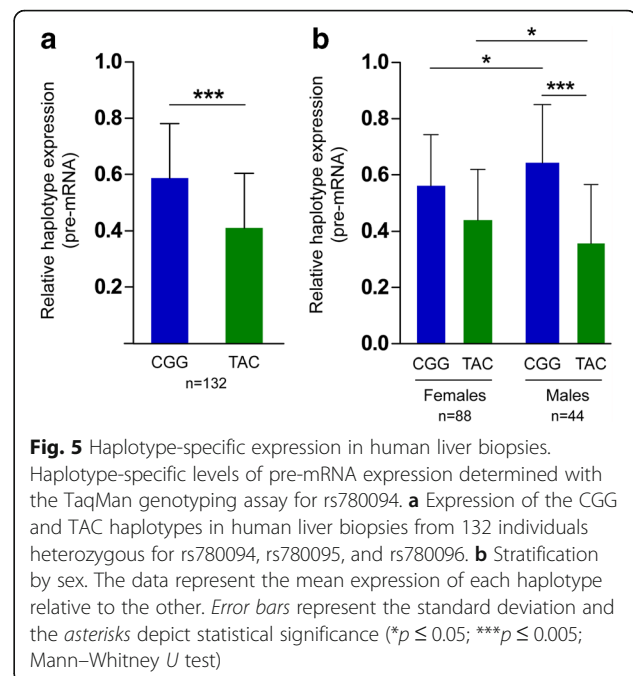 a
b
Relative haplotype expression
(pre-mRNA)
1.0
0.8
0.6
0.4
0.2
***
CGG TAC
n=132
Relative haplotype expression
(pre-mRNA)
1.0
0.8
0.6
0.4
0.2
0.0
*
*
***
CGG TAC CGG TAC
Females Males
n=88 n=44
Fig. 5 Haplotype-specific expression in human liver biopsies.
Haplotype-specific levels of pre-mRNA expression determined with
the TaqMan genotyping assay for rs780094. a Expression of the CGG
and TAC haplotypes in human liver biopsies from 132 individuals
heterozygous for rs780094, rs780095, and rs780096. b Stratification
by sex. The data represent the mean expression of each haplotype
relative to the other. Error bars represent the standard deviation and
the asterisks depict statistical significance (*p ≤ 0.05; ***p ≤ 0.005;
Mann–Whitney U test)